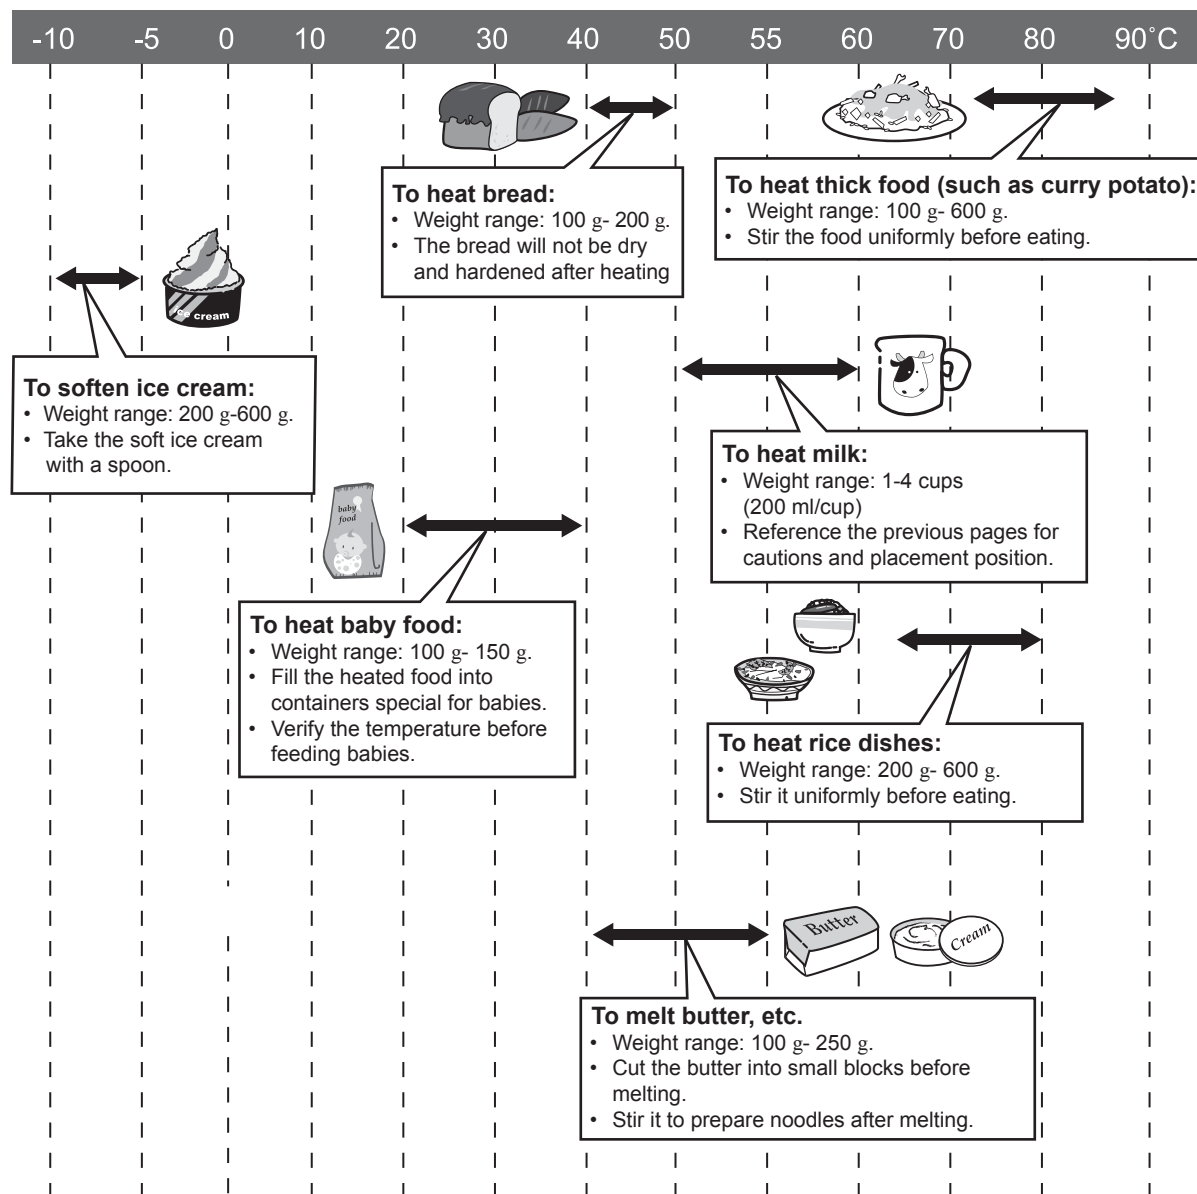 -10 -5 0 10 20 30 40 50 55 60 70 80 90°C
To heat bread:
• Weight range: 100 g- 200 g.
• The bread will not be dry
and hardened after heating
To heat thick food (such as curry potato):
• Weight range: 100 g- 600 g.
• Stir the food uniformly before eating.
ice cream
To soften ice cream:
• Weight range: 200 g-600 g.
• Take the soft ice cream
with a spoon.
To heat milk:
• Weight range: 1-4 cups
(200 ml/cup)
• Reference the previous pages for
cautions and placement position.
baby
food
To heat baby food:
• Weight range: 100 g- 150 g.
• Fill the heated food into
containers special for babies.
• Verify the temperature before
feeding babies.
To heat rice dishes:
• Weight range: 200 g- 600 g.
• Stir it uniformly before eating.
Butter
Cream
To melt butter, etc.
• Weight range: 100 g- 250 g.
• Cut the butter into small blocks before
melting.
• Stir it to prepare noodles after melting.